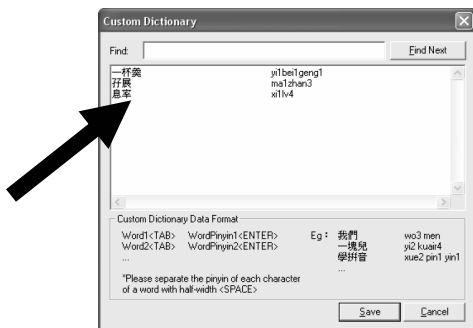 Custom Dictionary
Find: Find Next
一杯羹 yi1bei1geng1
孖展 ma1zhan3
息率 xi1lv4
Custom Dictionary Data Format
Word1<TAB> WordPinyin1<ENTER> Eg: 我們 wo3 men
Word2<TAB> WordPinyin2<ENTER> 一塊兒 yi2 kuair4
... 學拼音 xue2 pin1 yin1
...
*Please separate the pinyin of each character
of a word with half-width <SPACE>
Save Cancel